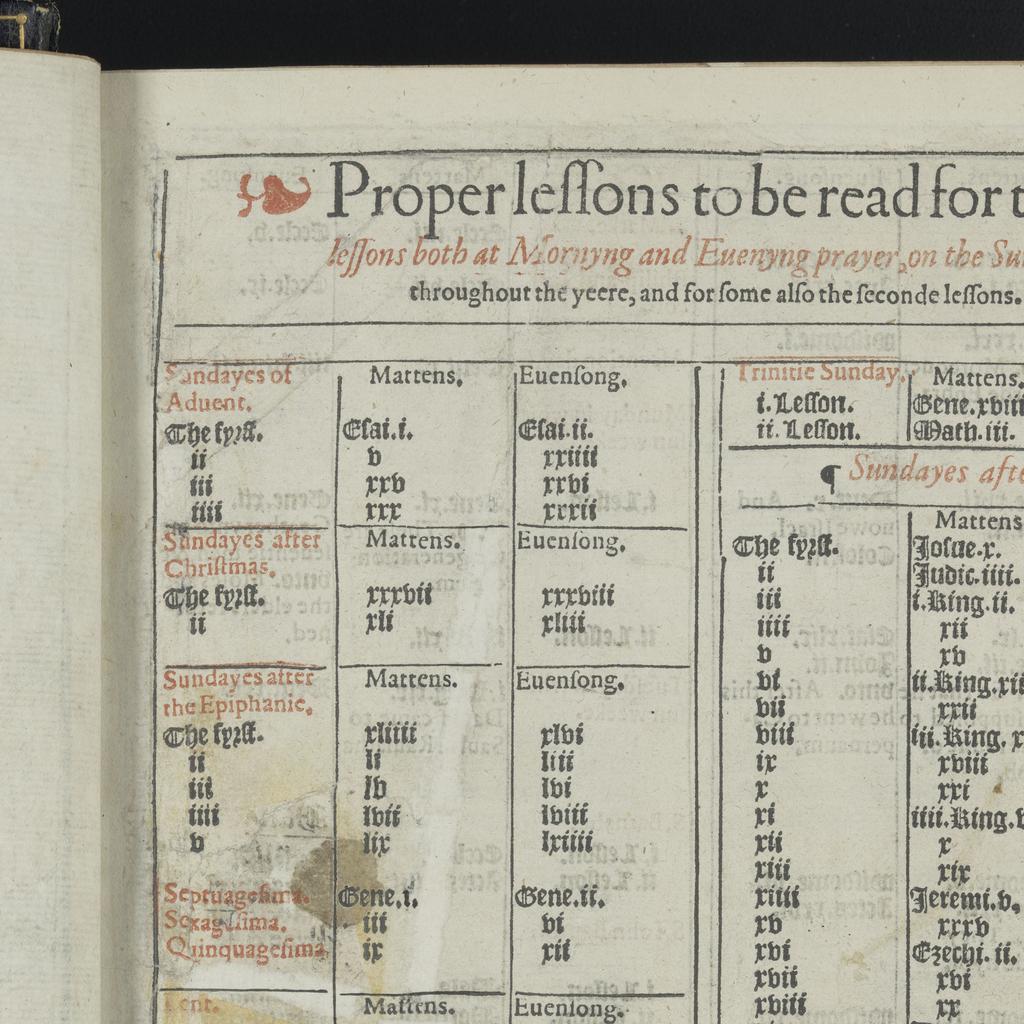 Proper leſſons to be read for t
leſſons both at Mornyng and Euenyng prayer, on the Su
throughout the yeere, and for ſome alſo the ſeconde leſſons.
Sundayes of Mattens. Euenſong.
Aduent.
The fyrſt. Eſai.i. Eſai.ii.
ii v xxiiii
iii xxv xxvi
iiii xxx xxxii
Sundayes after Mattens. Euenſong.
Chriſtmas.
The fyrſt. xxxvii xxxviii
ii xli xliii
Sundayes after Mattens. Euenſong.
the Epiphanie.
The fyrſt. xliiii xlvi
ii li liii
iii lv lvi
iiii lvii lviii
v lix lxiiii
Septuageſima. Gene.i. Gene.ii.
Sexageſima. iii vi
Quinquageſima ix xii
Lent. Mattens. Euenſong.
Trinitie Sunday. Mattens.
i. Leſſon. Gene.xviii
ii. Leſſon. Math.iii.
¶ Sundayes afte
Mattens
The fyrſt. Joſue.x.
ii Judic.iiii.
iii i.King.ii.
iiii xii
v xv
vi ii.King.xii
vii xxii
viii iii.King. x
ix xviii
x xxi
xi iiii.King.v
xii x
xiii xix
xiiii Jeremi.v.
xv xxxv
xvi Ezechi.ii.
xvii xvi
xviii xx